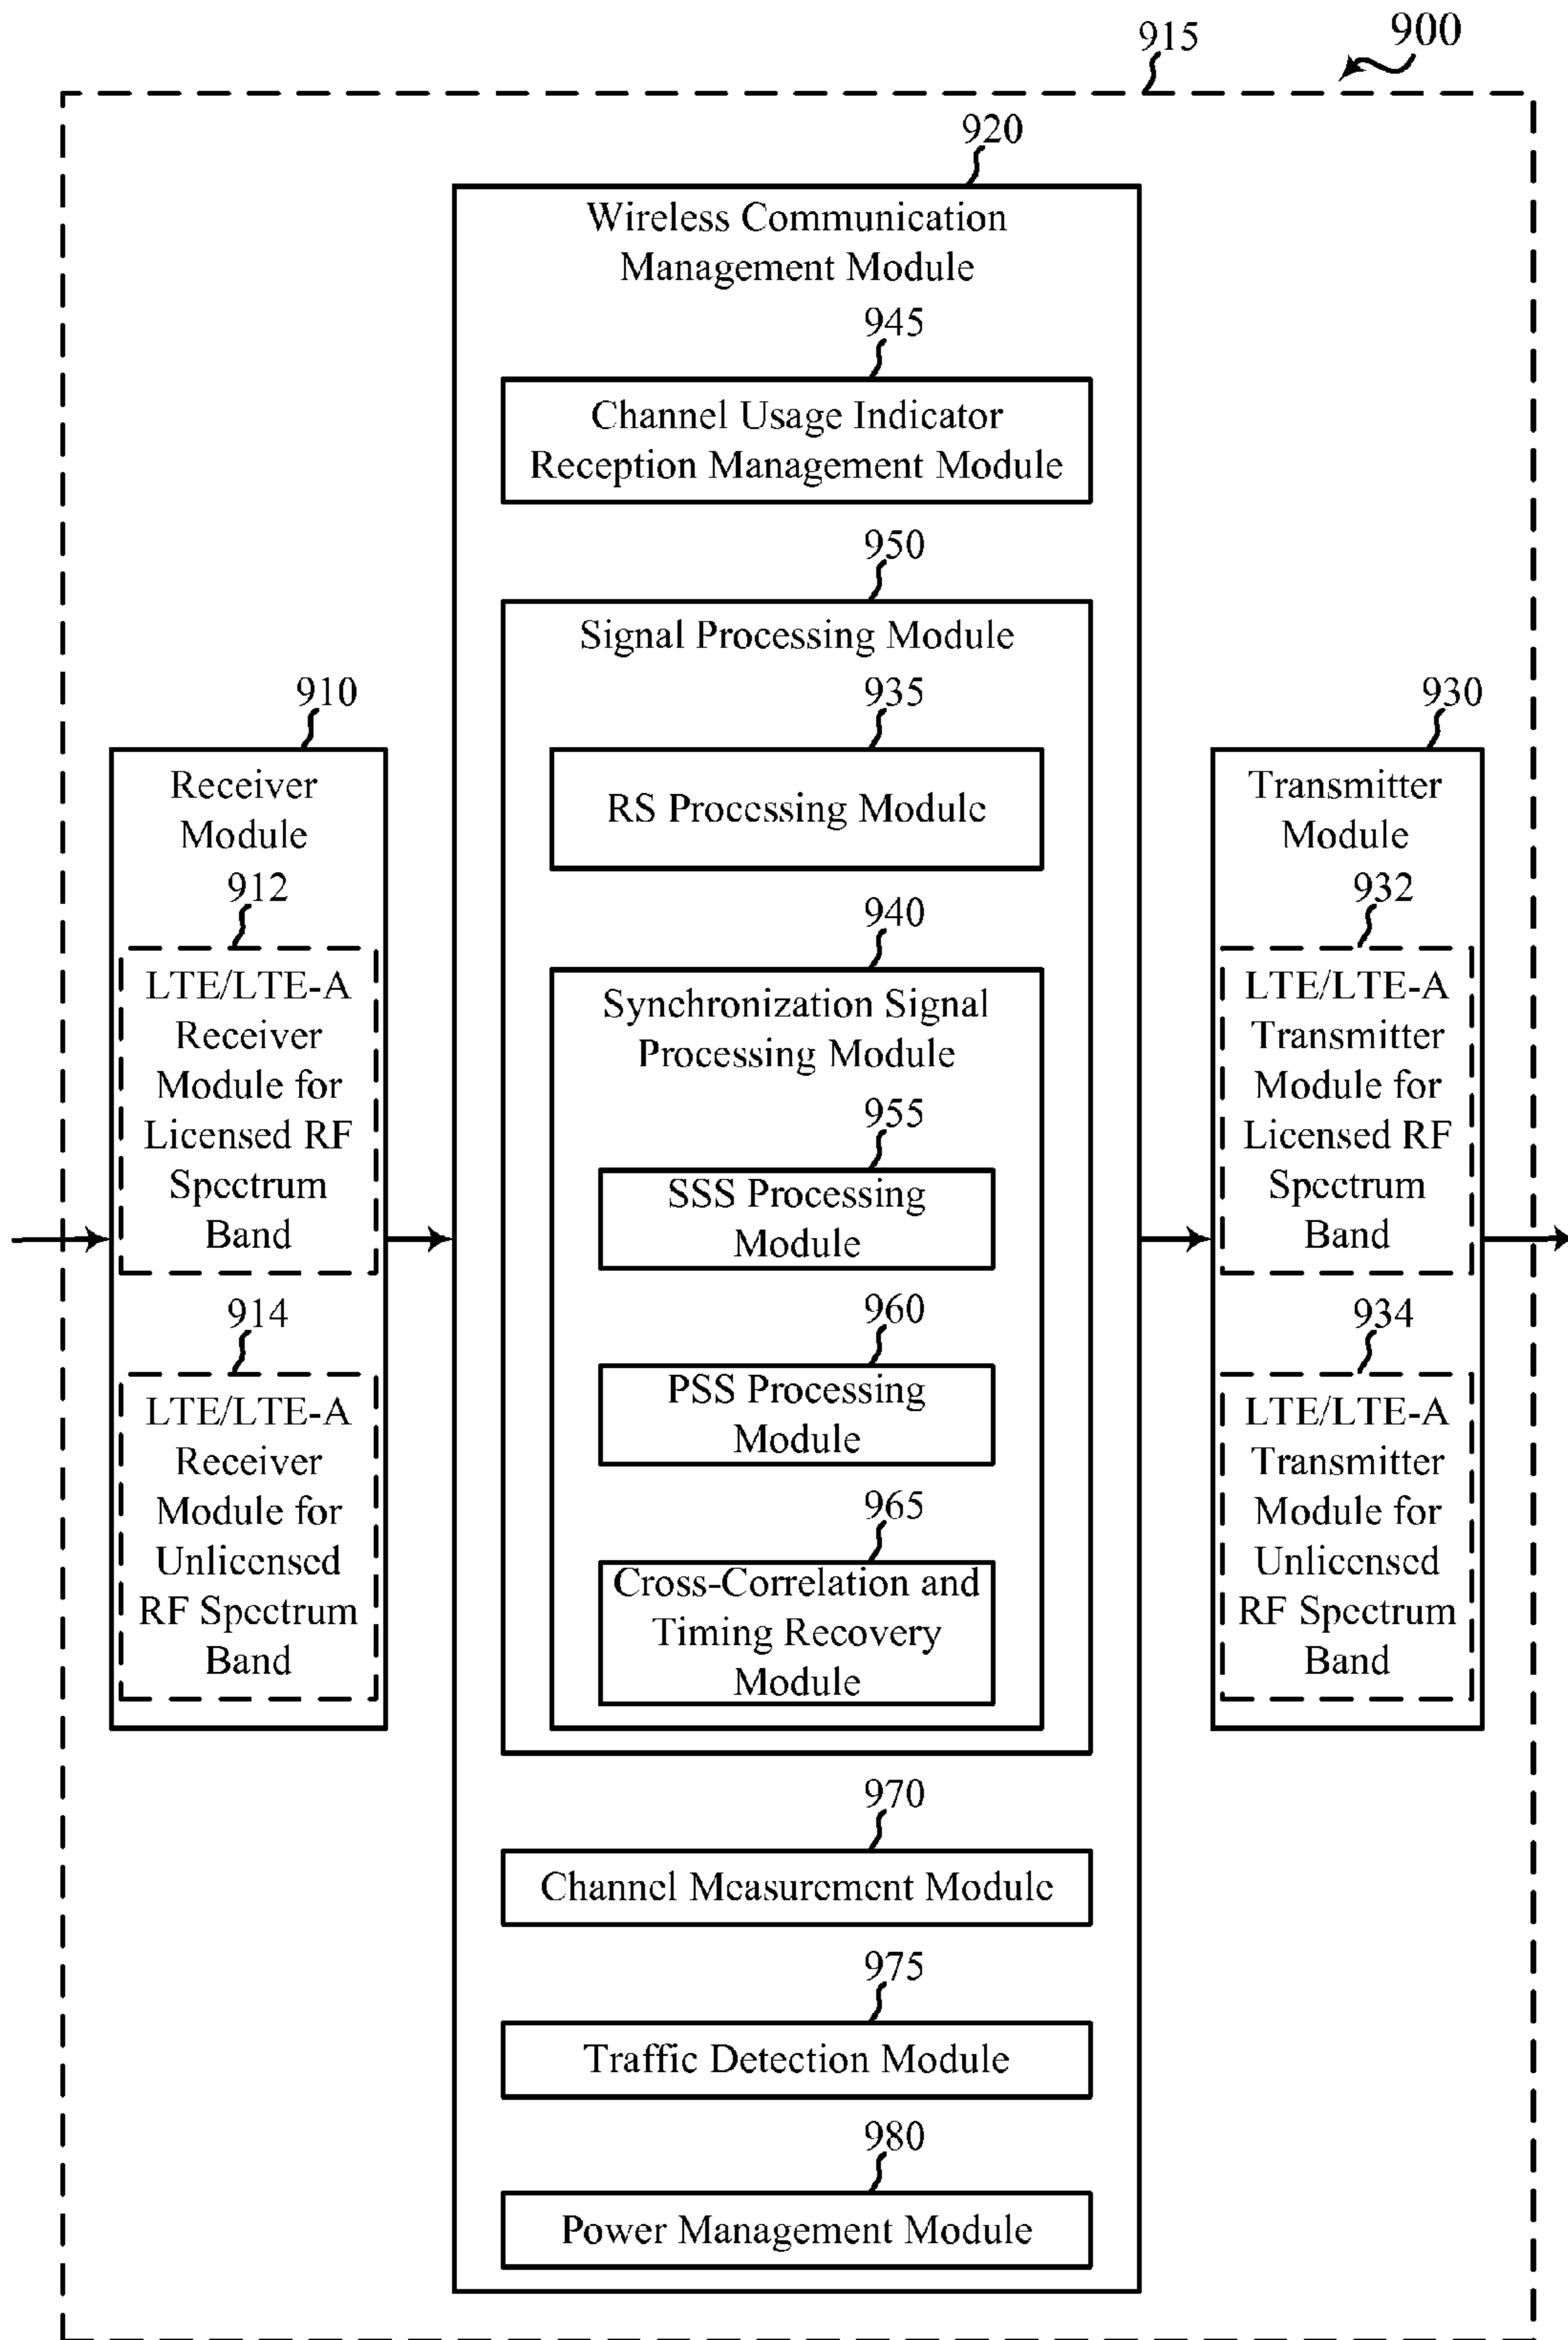 900
915
920
Wireless Communication
Management Module
945
Channel Usage Indicator
Reception Management Module
950
Signal Processing Module
935
RS Processing Module
940
Synchronization Signal
Processing Module
955
SSS Processing
Module
960
PSS Processing
Module
965
Cross-Correlation and
Timing Recovery
Module
970
Channel Measurement Module
975
Traffic Detection Module
980
Power Management Module
910
Receiver
Module
912
LTE/LTE-A
Receiver
Module for
Licensed RF
Spectrum
Band
914
LTE/LTE-A
Receiver
Module for
Unlicensed
RF Spectrum
Band
930
Transmitter
Module
932
LTE/LTE-A
Transmitter
Module for
Licensed RF
Spectrum
Band
934
LTE/LTE-A
Transmitter
Module for
Unlicensed
RF Spectrum
Band